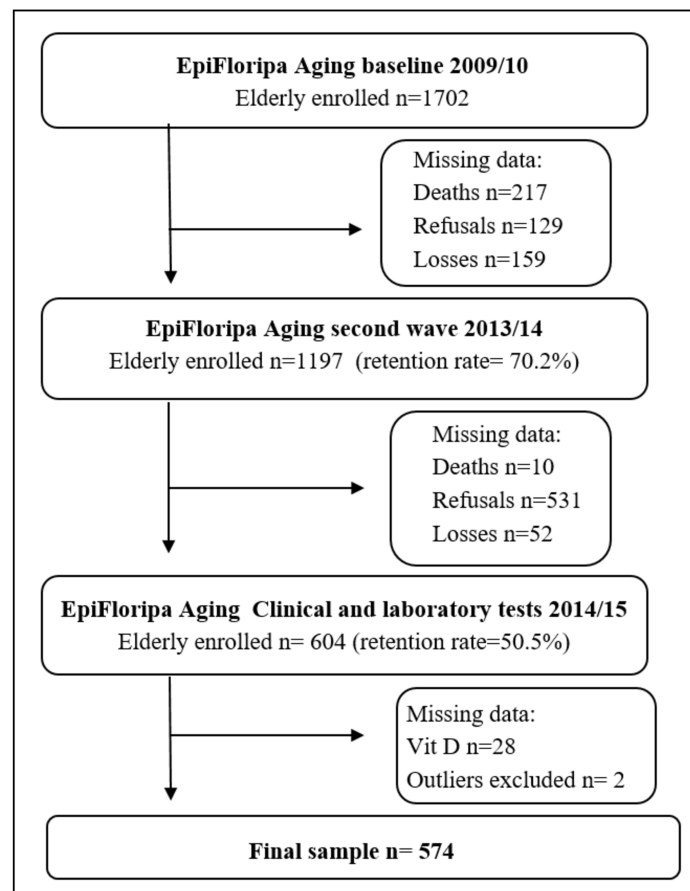 EpiFloripa Aging baseline 2009/10
Elderly enrolled n=1702
Missing data:
Deaths n=217
Refusals n=129
Losses n=159
EpiFloripa Aging second wave 2013/14
Elderly enrolled n=1197 (retention rate= 70.2%)
Missing data:
Deaths n=10
Refusals n=531
Losses n=52
EpiFloripa Aging Clinical and laboratory tests 2014/15
Elderly enrolled n= 604 (retention rate=50.5%)
Missing data:
Vit D n=28
Outliers excluded n= 2
Final sample n= 574